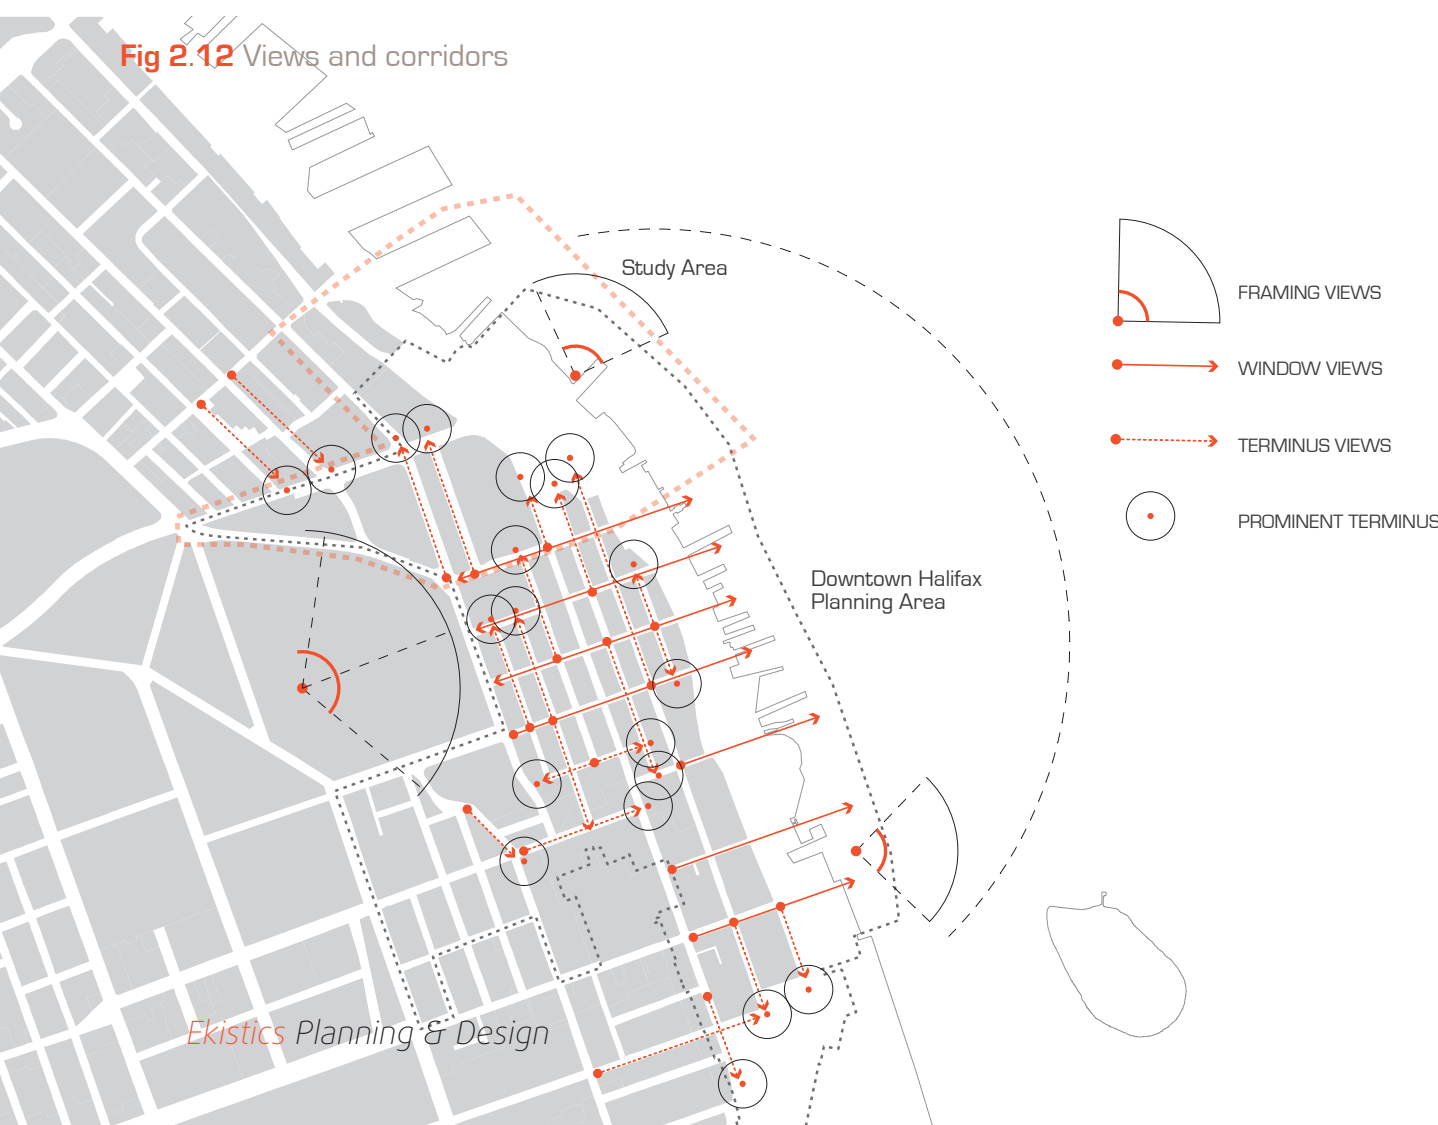 Fig 2.12 Views and corridors
Study Area
FRAMING VIEWS
WINDOW VIEWS
TERMINUS VIEWS
PROMINENT TERMINUS
Downtown Halifax
Planning Area
Ekistics Planning & Design